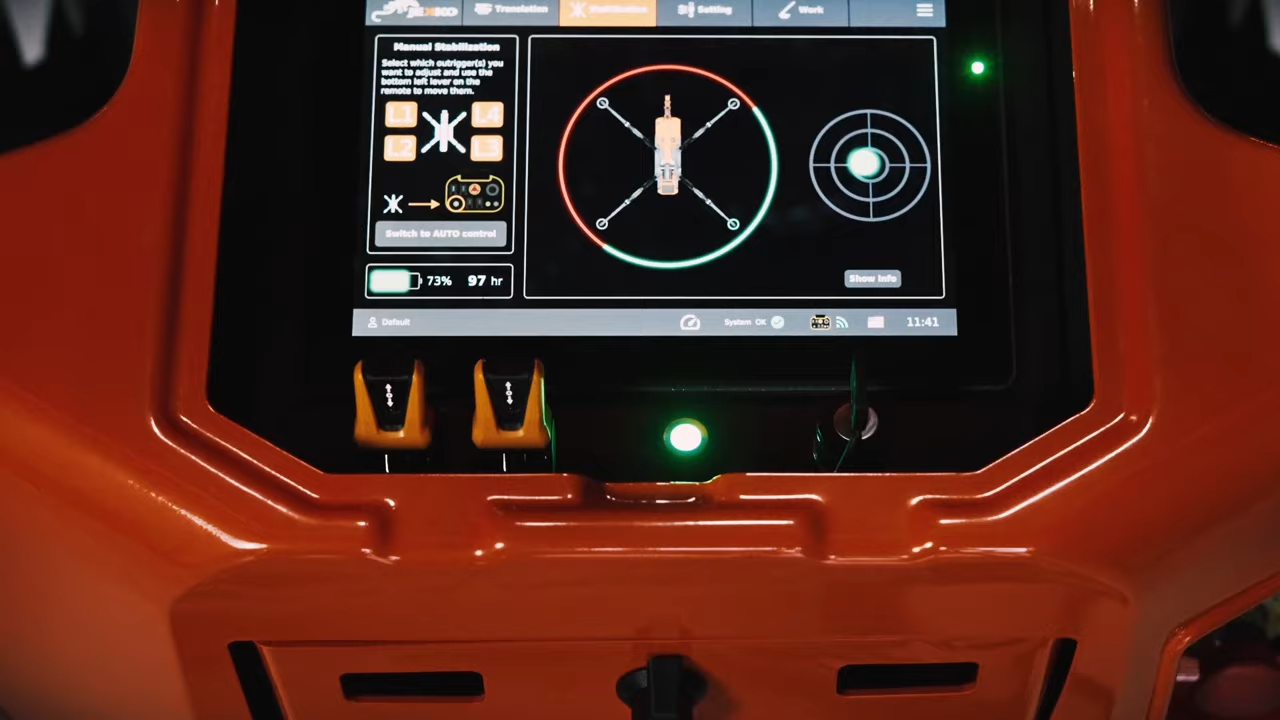 Translation
Setting
Work
Manual Stabilization
Select which outrigger(s) you
want to adjust and use the
bottom left lever on the
remote to move them.
L1
L4
L2
L3
Switch to AUTO control
73%
97 hr
Show Info
Default
System OK
11:41